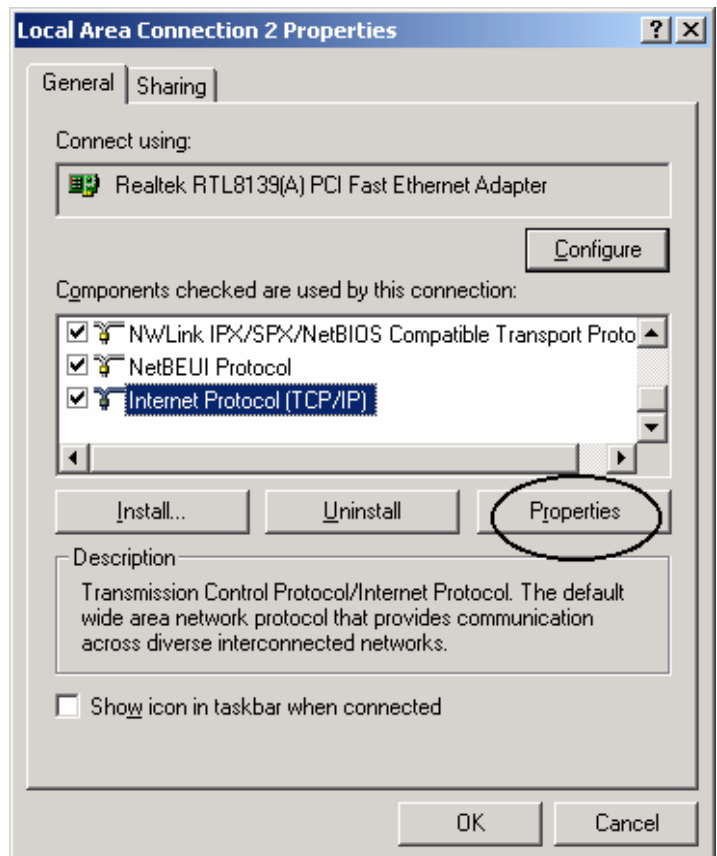 Local Area Connection 2 Properties
General
Sharing
Connect using:
Realtek RTL8139(A) PCI Fast Ethernet Adapter
Configure
Components checked are used by this connection:
NWLink IPX/SPX/NetBIOS Compatible Transport Proto
NetBEUI Protocol
Internet Protocol (TCP/IP)
Install...
Uninstall
Properties
Description
Transmission Control Protocol/Internet Protocol. The default
wide area network protocol that provides communication
across diverse interconnected networks.
Show icon in taskbar when connected
OK
Cancel